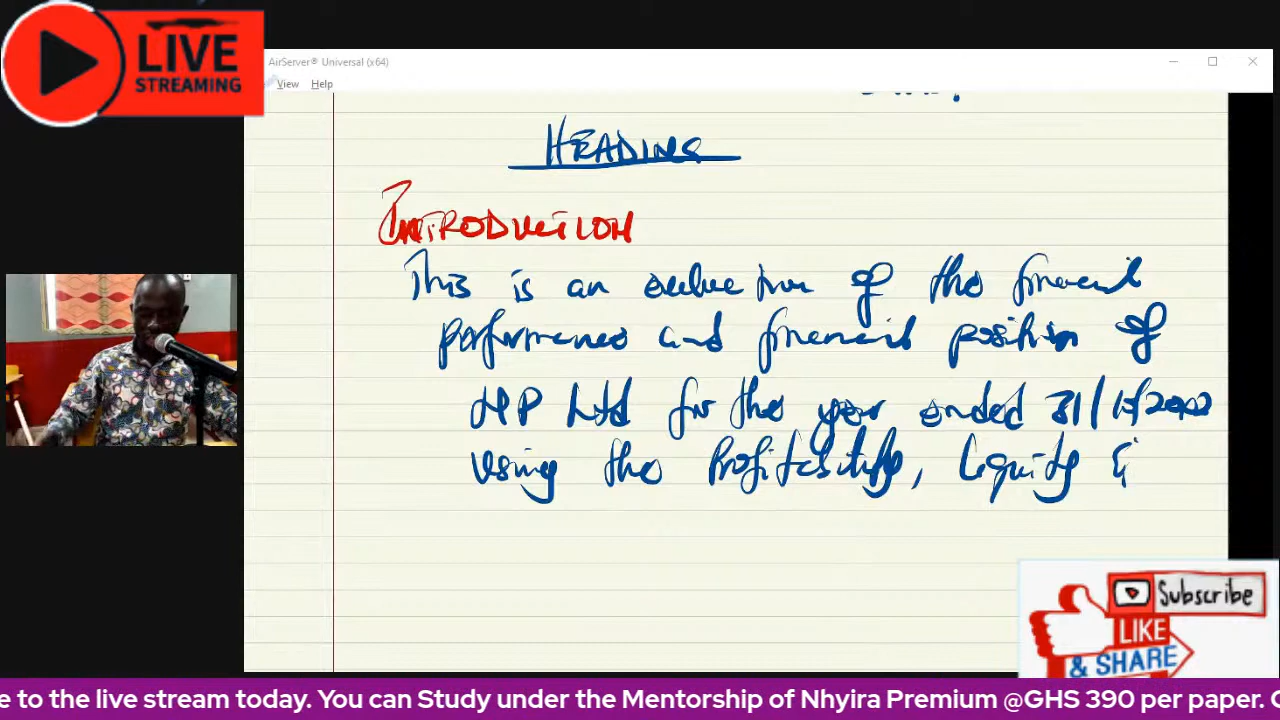 LIVE
STREAMING
AirServer® Universal (x64)
View Help
HEADING
INTRODUCTION
This is an evaluation of the financial
performance and financial position of
Ltd for the year ended 31/12/2002
using the Profitability, Liquidity &
Subscribe
LIKE
& SHARE
e to the live stream today. You can Study under the Mentorship of Nhyira Premium @GHS 390 per paper. C